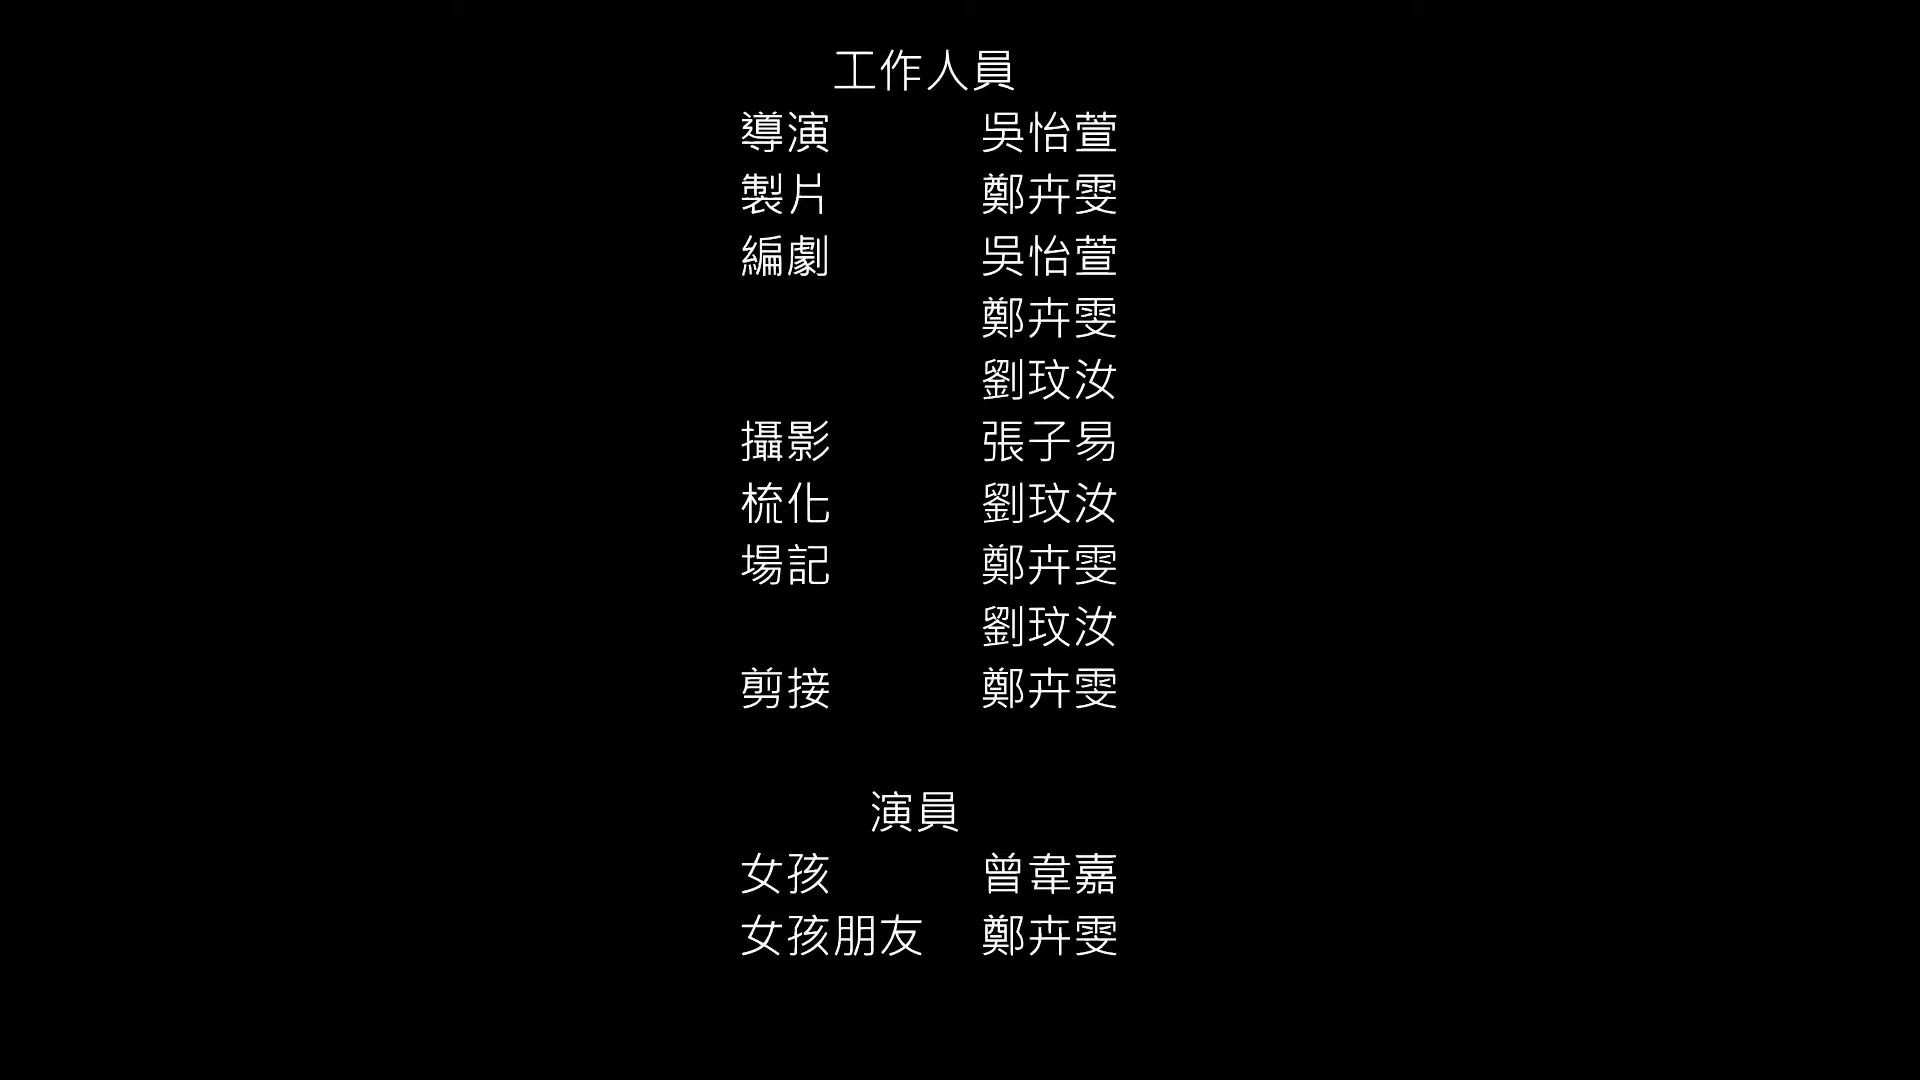 工作人員
導演 吳怡萱
製片 鄭卉雯
編劇 吳怡萱
鄭卉雯
劉玟汝
攝影 張子易
梳化 劉玟汝
場記 鄭卉雯
劉玟汝
剪接 鄭卉雯
演員
女孩 曾韋嘉
女孩朋友 鄭卉雯